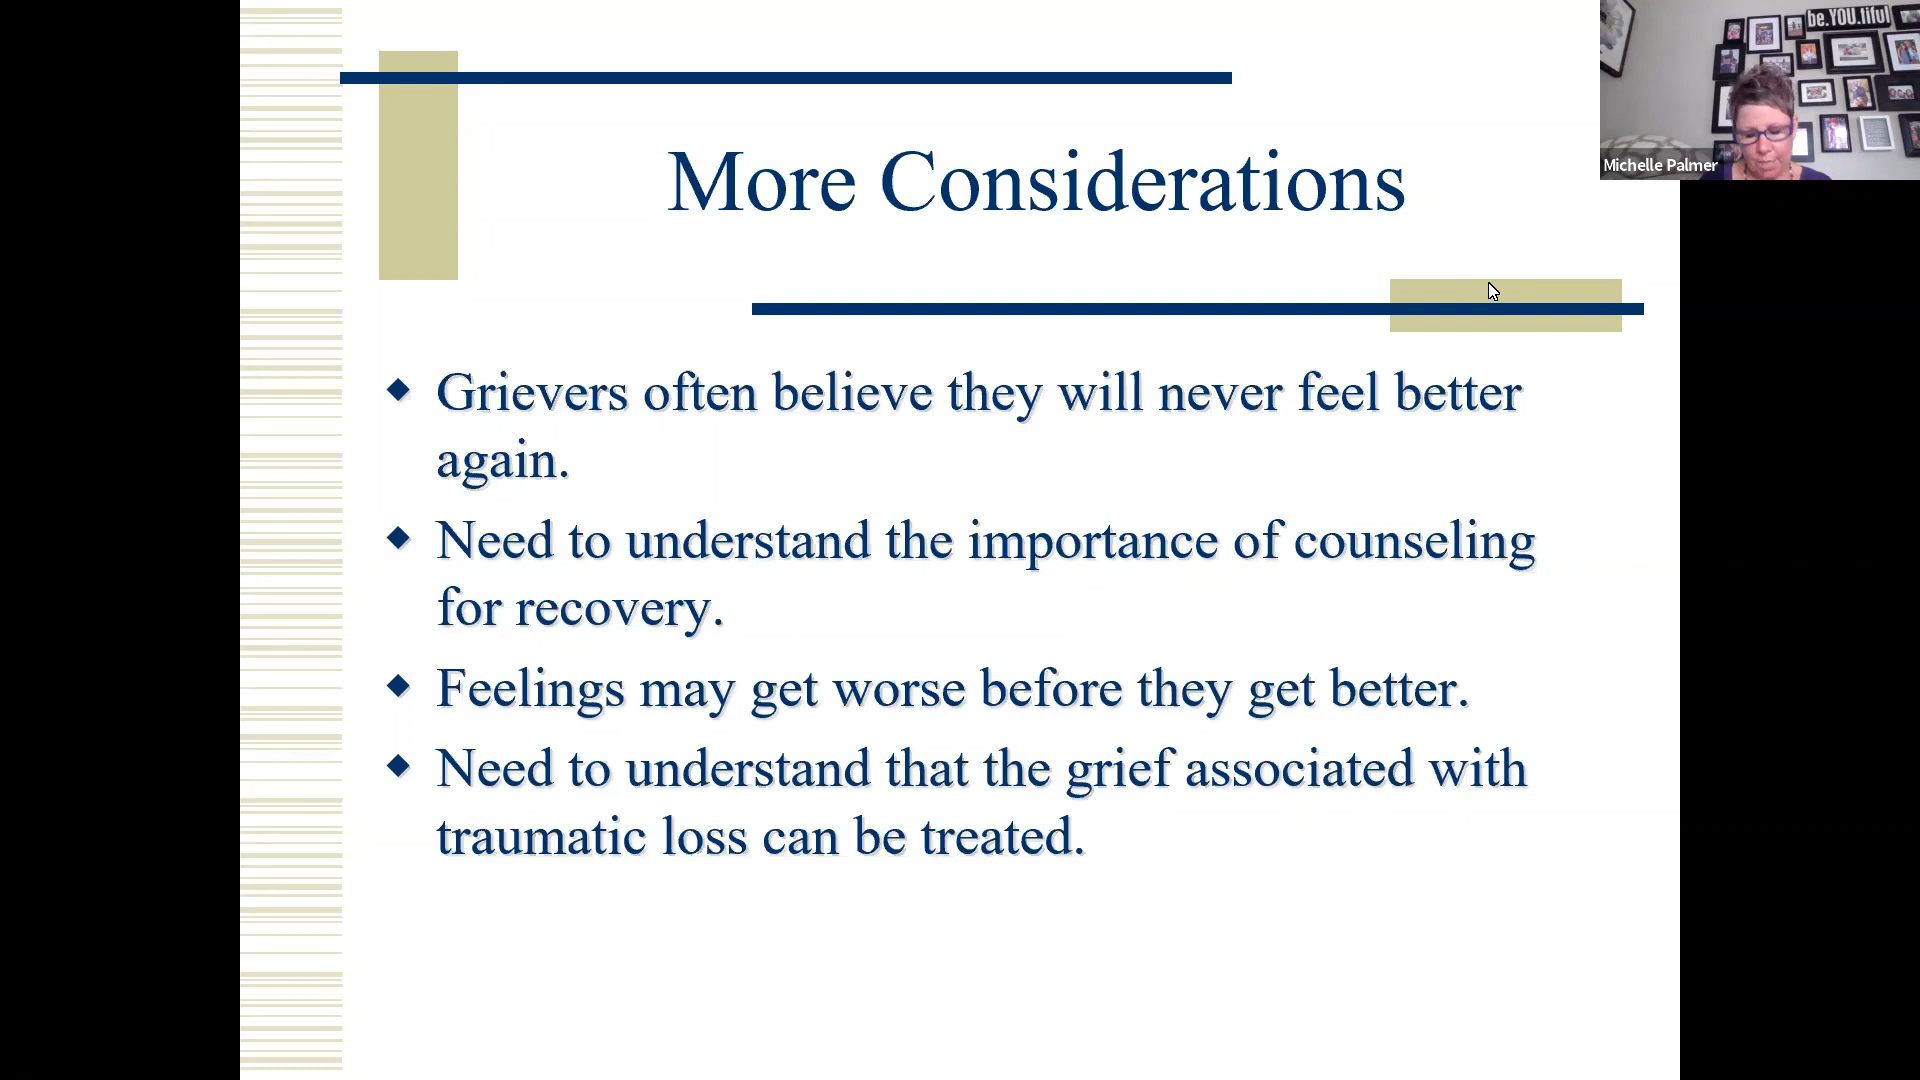 be.YOU.tiful
Michelle Palmer
More Considerations
Grievers often believe they will never feel better
again.
Need to understand the importance of counseling
for recovery.
Feelings may get worse before they get better.
Need to understand that the grief associated with
traumatic loss can be treated.